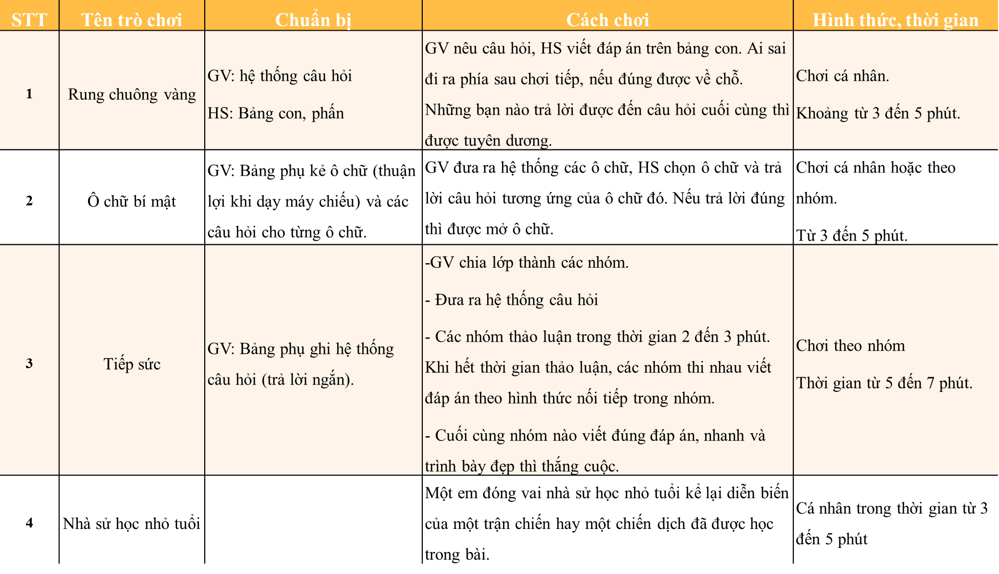 STT Tên trò chơi Chuẩn bị Cách chơi Hình thức, thời gian
1
Rung chuông vàng
GV: hệ thống câu hỏi
HS: Bảng con, phấn
GV nêu câu hỏi, HS viết đáp án trên bảng con. Ai sai
đi ra phía sau chơi tiếp, nếu đúng được về chỗ.
Những bạn nào trả lời được đến câu hỏi cuối cùng thì
được tuyên dương.
Chơi cá nhân.
Khoảng từ 3 đến 5 phút.
2
Ô chữ bí mật
GV: Bảng phụ kẻ ô chữ (thuận
lợi khi dạy máy chiếu) và các
câu hỏi cho từng ô chữ.
GV đưa ra hệ thống các ô chữ, HS chọn ô chữ và trả
lời câu hỏi tương ứng của ô chữ đó. Nếu trả lời đúng
thì được mở ô chữ.
Chơi cá nhân hoặc theo
nhóm.
Từ 3 đến 5 phút.
3
Tiếp sức
GV: Bảng phụ ghi hệ thống
câu hỏi (trả lời ngắn).
-GV chia lớp thành các nhóm.
- Đưa ra hệ thống câu hỏi
- Các nhóm thảo luận trong thời gian 2 đến 3 phút.
Khi hết thời gian thảo luận, các nhóm thi nhau viết
đáp án theo hình thức nối tiếp trong nhóm.
- Cuối cùng nhóm nào viết đúng đáp án, nhanh và
trình bày đẹp thì thắng cuộc.
Chơi theo nhóm
Thời gian từ 5 đến 7 phút.
4
Nhà sử học nhỏ tuổi
Một em đóng vai nhà sử học nhỏ tuổi kể lại diễn biến
của một trận chiến hay một chiến dịch đã được học
trong bài.
Cá nhân trong thời gian từ 3
đến 5 phút